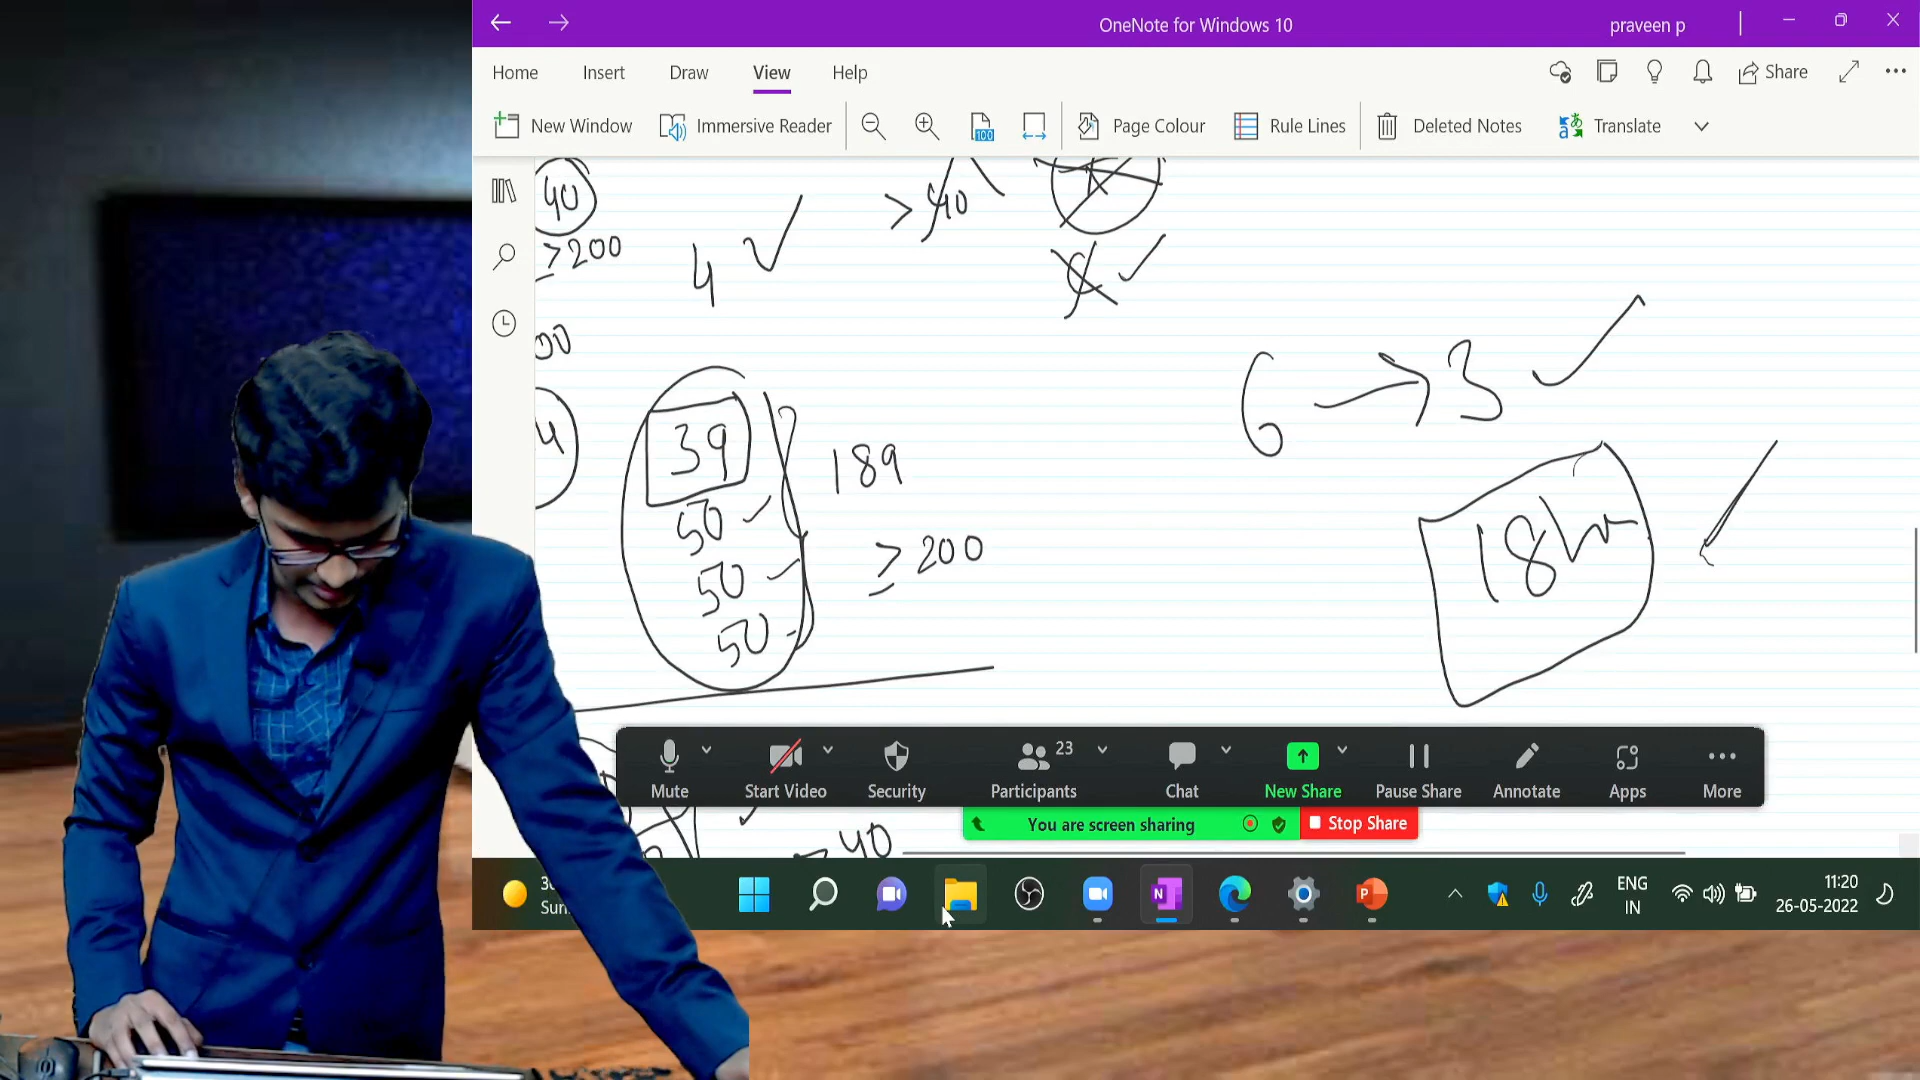 OneNote for Windows 10
praveen p
Home Insert Draw View Help
Share
New Window Immersive Reader 100 Page Colour Rule Lines Deleted Notes Translate
40
≥200
4
>40
00
4
39
50
50
50
189
≥200
6 → 3
18hr
40
Mute Start Video Security Participants 23 Chat New Share Pause Share Annotate Apps More
You are screen sharing
Stop Share
ENG
IN
11:20
26-05-2022